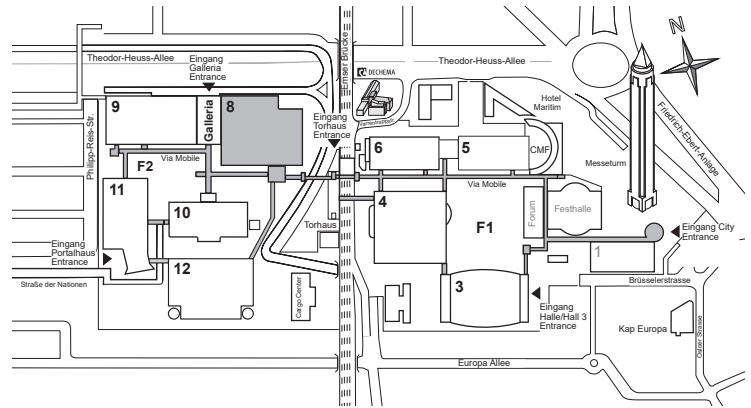 N
Theodor-Heuss-Allee
Eingang
Galleria
Entrance
Emser Brücke
DECHEMA
Theodor-Heuss-Allee
Hotel
Maritim
Friedrich-Ebert-Anlage
9
Galleria
8
Eingang
Torhaus
Entrance
Philipp-Reis-Str.
F2
Via Mobile
6
5
CMF
Messeturm
11
10
4
Via Mobile
F1
Forum
Festhalle
Eingang City
Entrance
Eingang
Portalhaus
Entrance
Torhaus
12
1
Straße der Nationen
Cargo Center
3
Brüsselerstrasse
Eingang
Halle/Hall 3
Entrance
Kap Europa
Osloer Strasse
Europa Allee